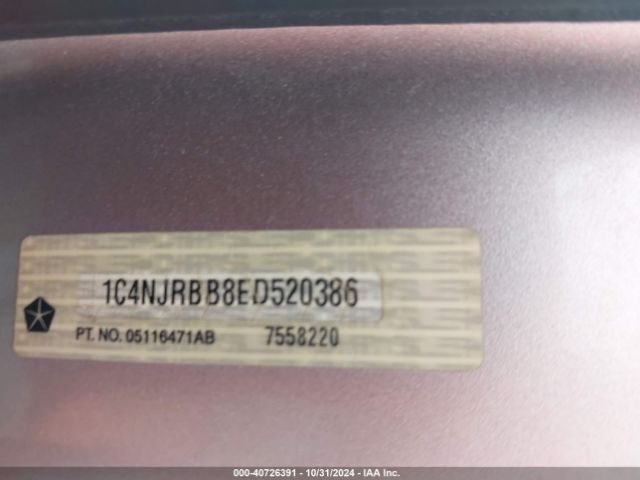 1C4NJRBB8ED520386
PT. NO. 05116471AB 7558220
000-40726391 - 10/31/2024 - IAA Inc.